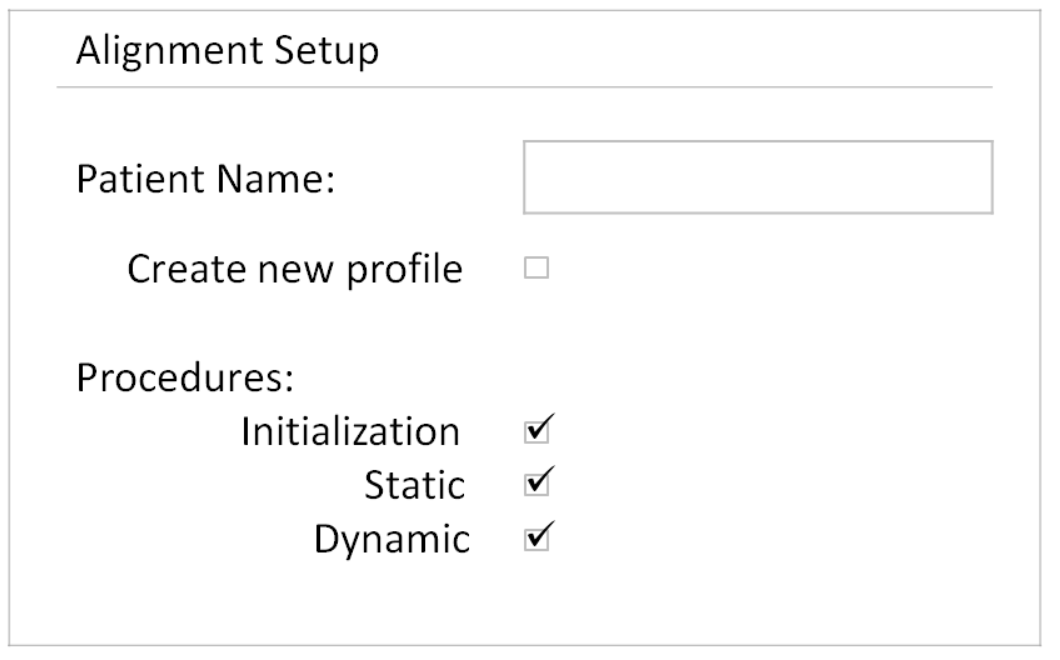 Alignment Setup
Patient Name:
Create new profile
Procedures:
Initialization
Static
Dynamic